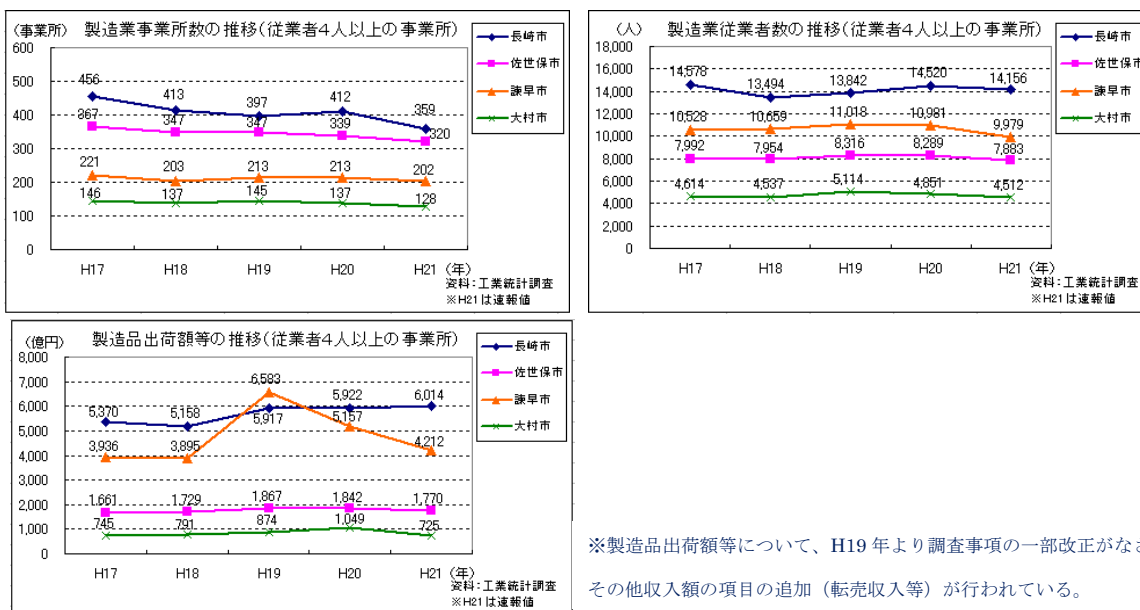 (事業所) 製造業事業所数の推移(従業者4人以上の事業所)
600
500
400
300
200
100
0
456 413 397 412 359
367 347 347 339 320
221 203 213 213 202
146 137 145 137 128
H17 H18 H19 H20 H21 (年)
長崎市
佐世保市
諫早市
大村市
資料:工業統計調査
※H21は速報値
(人) 製造業従業者数の推移(従業者4人以上の事業所)
18,000
16,000
14,000
12,000
10,000
8,000
6,000
4,000
2,000
0
14,578 13,494 13,842 14,520 14,156
10,528 10,659 11,018 10,981 9,979
7,992 7,954 8,316 8,289 7,883
4,614 4,537 5,114 4,851 4,512
H17 H18 H19 H20 H21 (年)
長崎市
佐世保市
諫早市
大村市
資料:工業統計調査
※H21は速報値
(億円) 製造品出荷額等の推移(従業者4人以上の事業所)
8,000
7,000
6,000
5,000
4,000
3,000
2,000
1,000
0
5,370 5,158 5,917 5,922 6,014
3,936 3,895 6,583 5,157 4,212
1,661 1,729 1,867 1,842 1,770
745 791 874 1,049 725
H17 H18 H19 H20 H21 (年)
長崎市
佐世保市
諫早市
大村市
資料:工業統計調査
※H21は速報値
※製造品出荷額等について、H19年より調査事項の一部改正がなさ
その他収入額の項目の追加(転売収入等)が行われている。